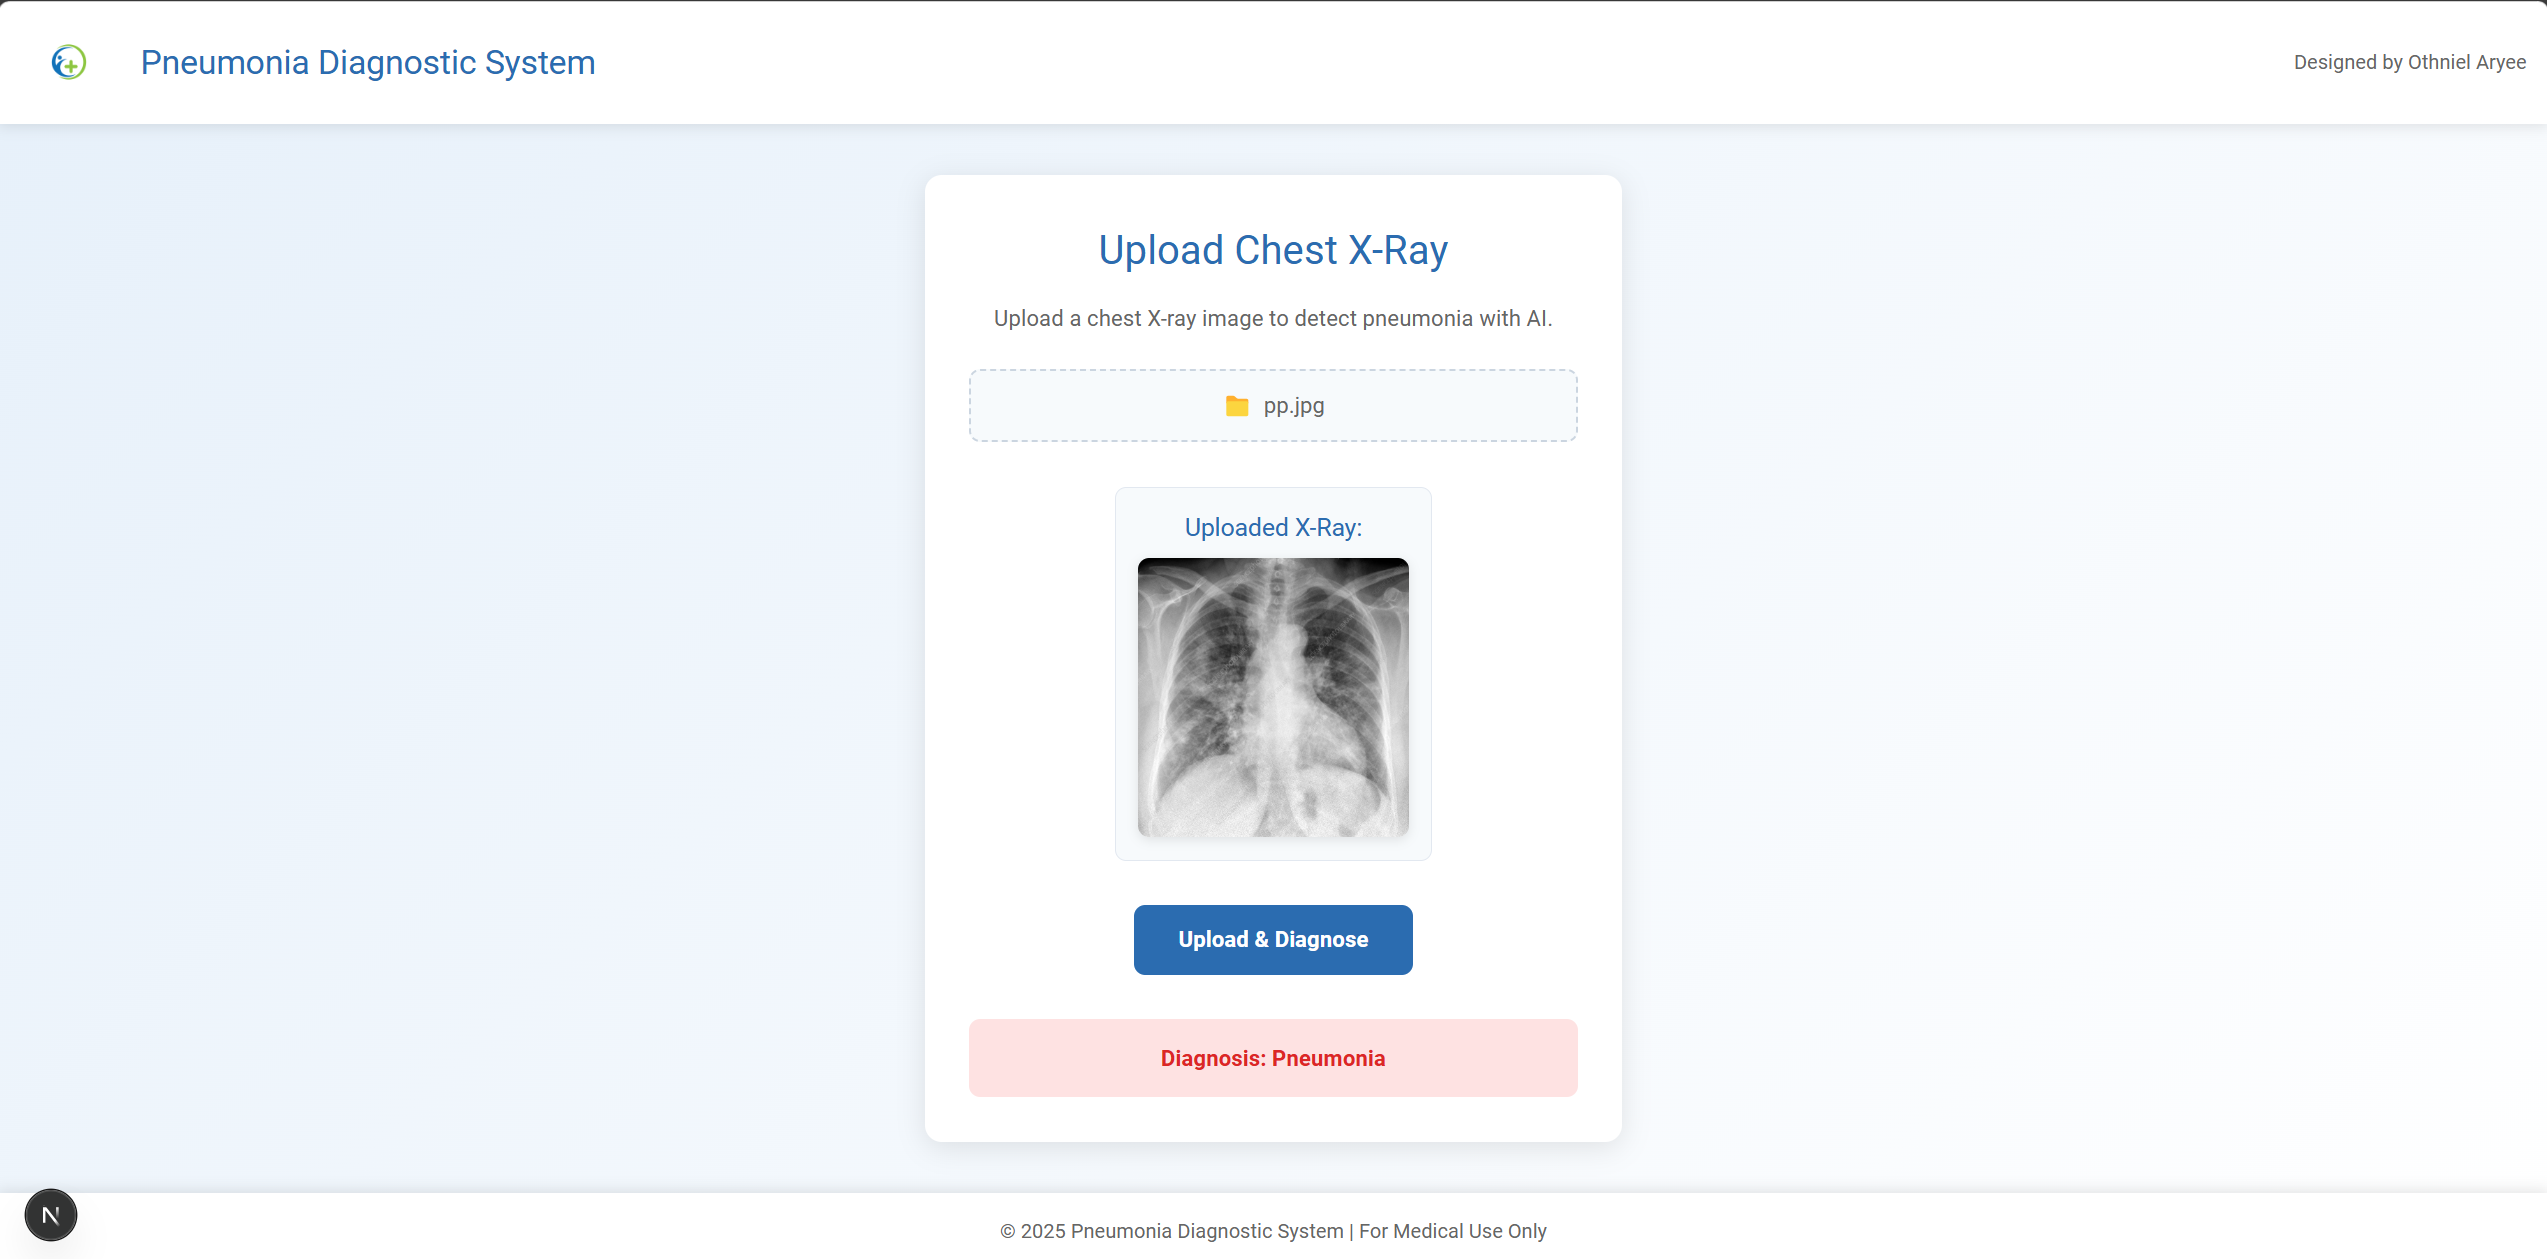 Pneumonia Diagnostic System
Designed by Othniel Aryee
Upload Chest X-Ray
Upload a chest X-ray image to detect pneumonia with AI.
pp.jpg
Uploaded X-Ray:
Upload & Diagnose
Diagnosis: Pneumonia
N
© 2025 Pneumonia Diagnostic System | For Medical Use Only